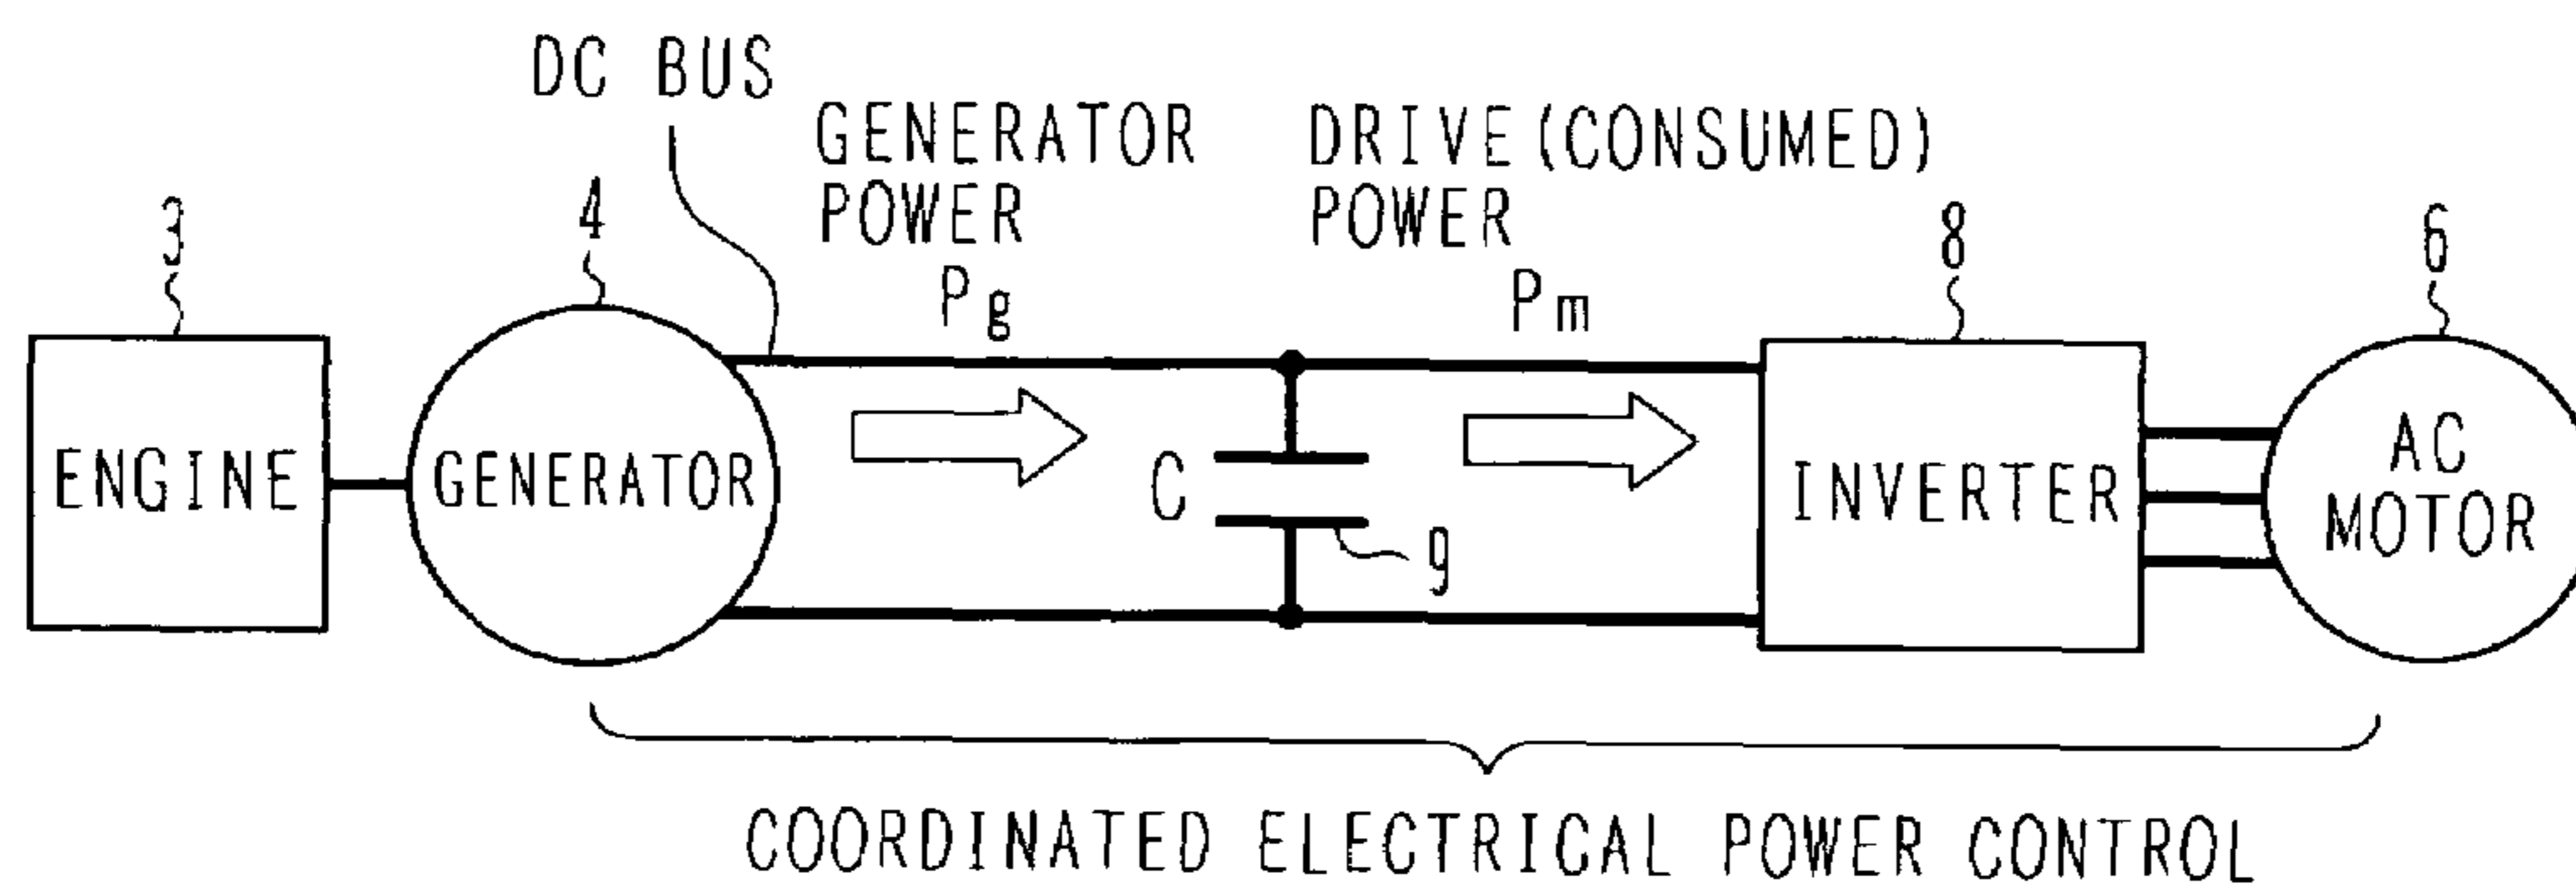 DC BUS
GENERATOR
POWER
Pg
DRIVE(CONSUMED)
POWER
Pm
3
4
8
6
ENGINE
GENERATOR
C
9
INVERTER
AC
MOTOR
COORDINATED ELECTRICAL POWER CONTROL